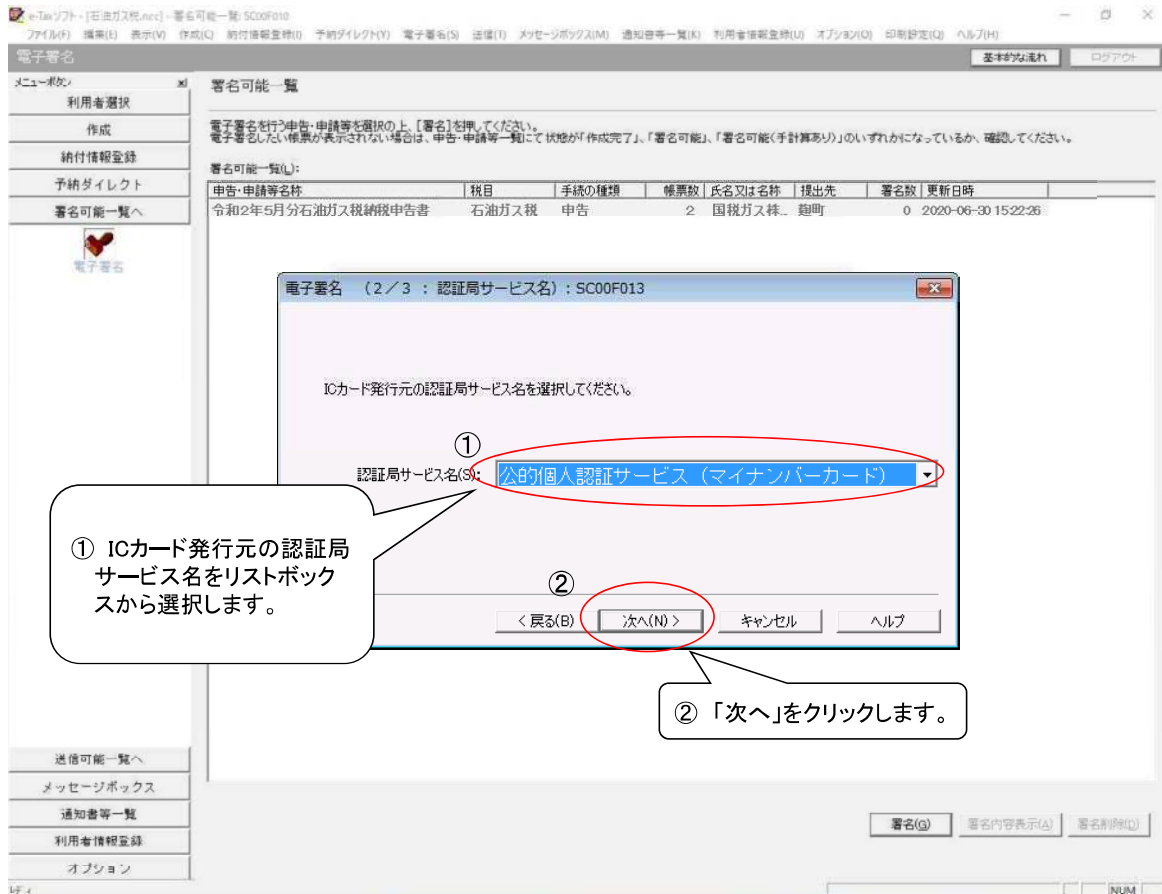 e-Taxソフト - [石油ガス税.ncc] - 署名可能一覧: SC00F010
ファイル(F) 編集(E) 表示(V) 作成(C) 納付情報登録(I) 予納ダイレクト(Y) 電子署名(S) 送信(T) メッセージボックス(M) 通知書等一覧(K) 利用者情報登録(U) オプション(O) 印刷設定(Q) ヘルプ(H)
電子署名 基本的な流れ ログアウト
メニューボタン
利用者選択
作成
納付情報登録
予納ダイレクト
署名可能一覧へ
電子署名
署名可能一覧
電子署名を行う申告・申請等を選択の上、[署名]を押してください。
電子署名したい帳票が表示されない場合は、申告・申請等一覧にて状態が「作成完了」、「署名可能」、「署名可能(手計算あり)」のいずれかになっているか、確認してください。
署名可能一覧(L):
申告・申請等名称 税目 手続の種類 帳票数 氏名又は名称 提出先 署名数 更新日時
令和2年5月分石油ガス税納税申告書 石油ガス税 申告 2 国税ガス株... 麹町 0 2020-06-30 15:22:26
電子署名 (2/3 : 認証局サービス名) : SC00F013
ICカード発行元の認証局サービス名を選択してください。
①
認証局サービス名(S): 公的個人認証サービス (マイナンバーカード)
① ICカード発行元の認証局
サービス名をリストボック
スから選択します。
②
< 戻る(B) 次へ(N) > キャンセル ヘルプ
② 「次へ」をクリックします。
送信可能一覧へ
メッセージボックス
通知書等一覧
利用者情報登録
オプション
署名(G) 署名内容表示(A) 署名削除(D)
レディ NUM